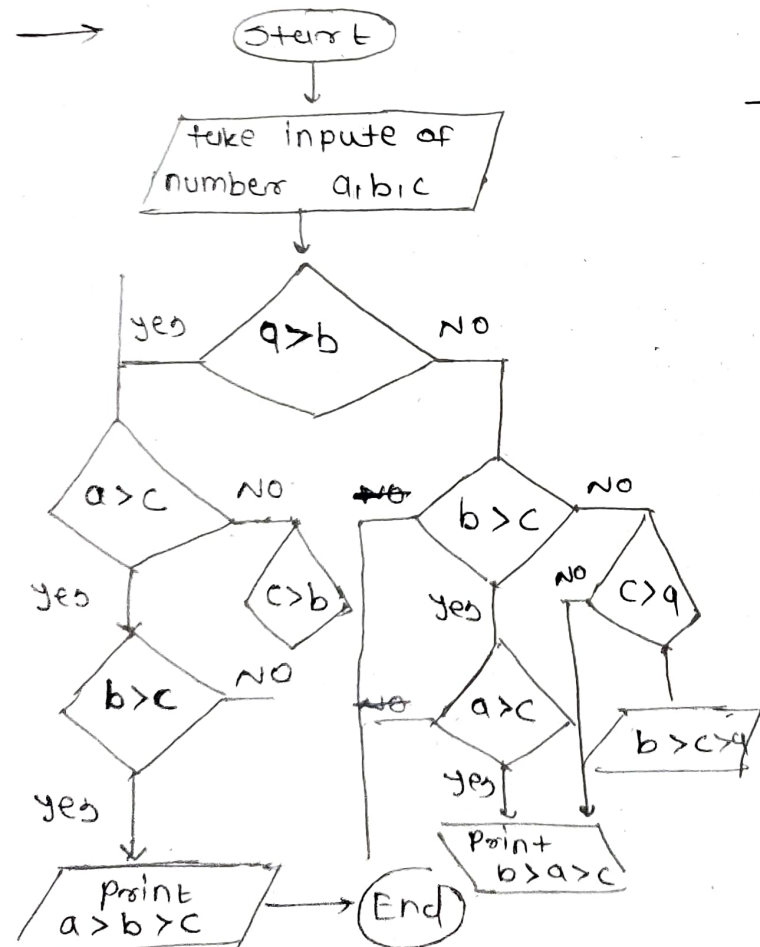 Start
take inpute of
number a,b,c
a>b
yes
NO
a>c
NO
yes
c>b
b>c
NO
yes
Print
a>b>c
End
NO
b>c
NO
yes
NO
c>a
NO
a>c
yes
b>c>a
Print
b>a>c